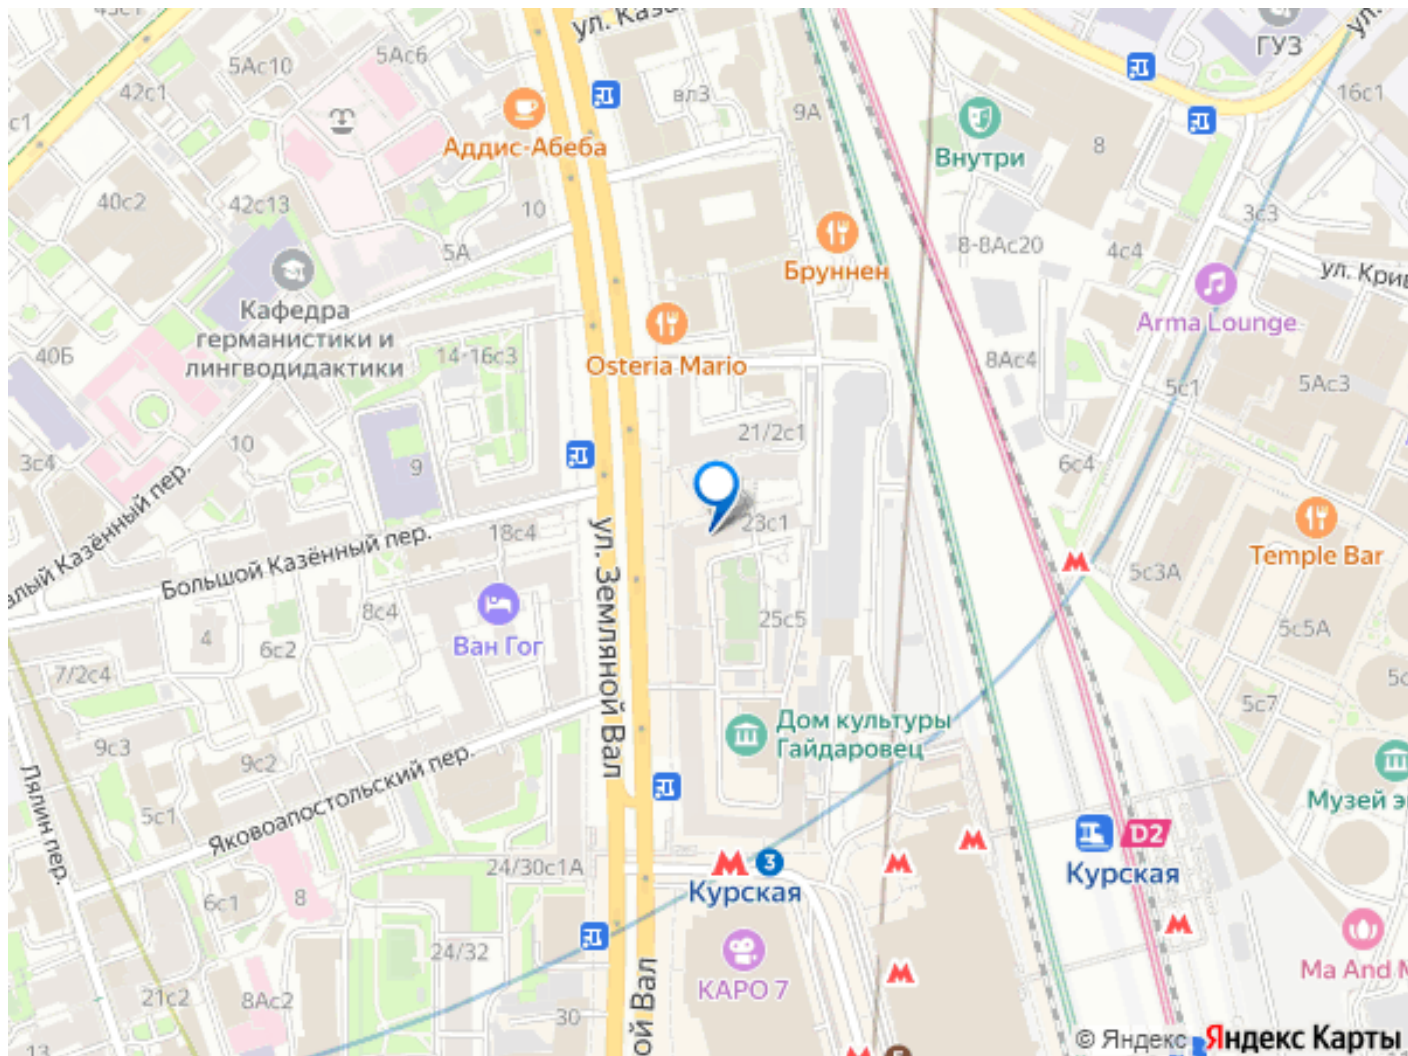 ул. Каза
ГУЗ
ул.
5Ас6
5Ас10
42с1
с1
вл3
9А
16с1
Аддис-Абеба
Внутри
8
40с2
42с13
10
5А
3с3
8-8Ас20
4с4
Бруннен
ул. Крив
Кафедра
германистики и
лингводидактики
Arma Lounge
40Б
14-16с3
Osteria Mario
8Ас4
5с1
5Ас3
10
21/2с1
3с4
9
6с4
18с4
23с1
Малый Казённый пер.
Большой Казённый пер.
ул. Земляной Вал
Temple Bar
5с3А
8с4
25с5
4
6с2
Ван Гог
5с5А
7/2с4
5с7
Дом культуры
Гайдаровец
9с3
9с2
Лялин пер.
5с1
Яковоапостольский пер.
Музей э
D2
Курская
3
Курская
24/30с1А
8
6с1
24/32
КАРО 7
Ma And M
21с2
8Ас2
30
ой Вал
© Яндекс Яндекс Карты